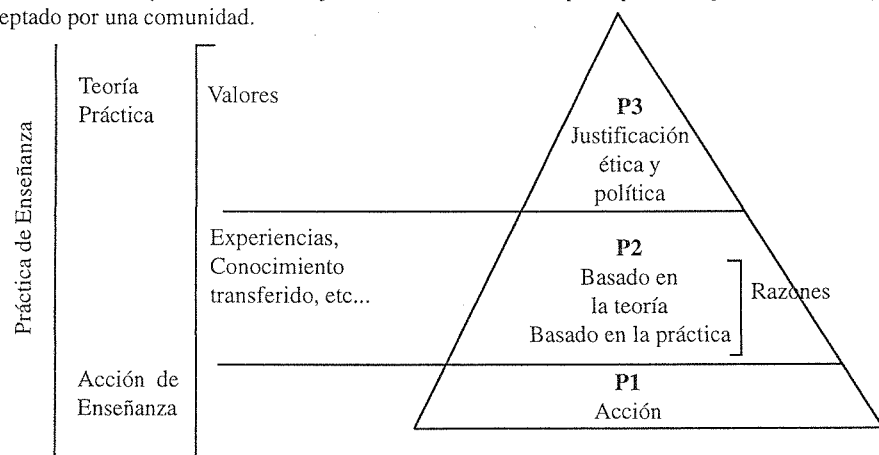 eptado por una comunidad.
Práctica de Enseñanza
Teoría
Práctica
Valores
P3
Justificación
ética y
política
Experiencias,
Conocimiento
transferido, etc...
P2
Basado en
la teoría
Basado en la práctica
Razones
Acción de
Enseñanza
P1
Acción